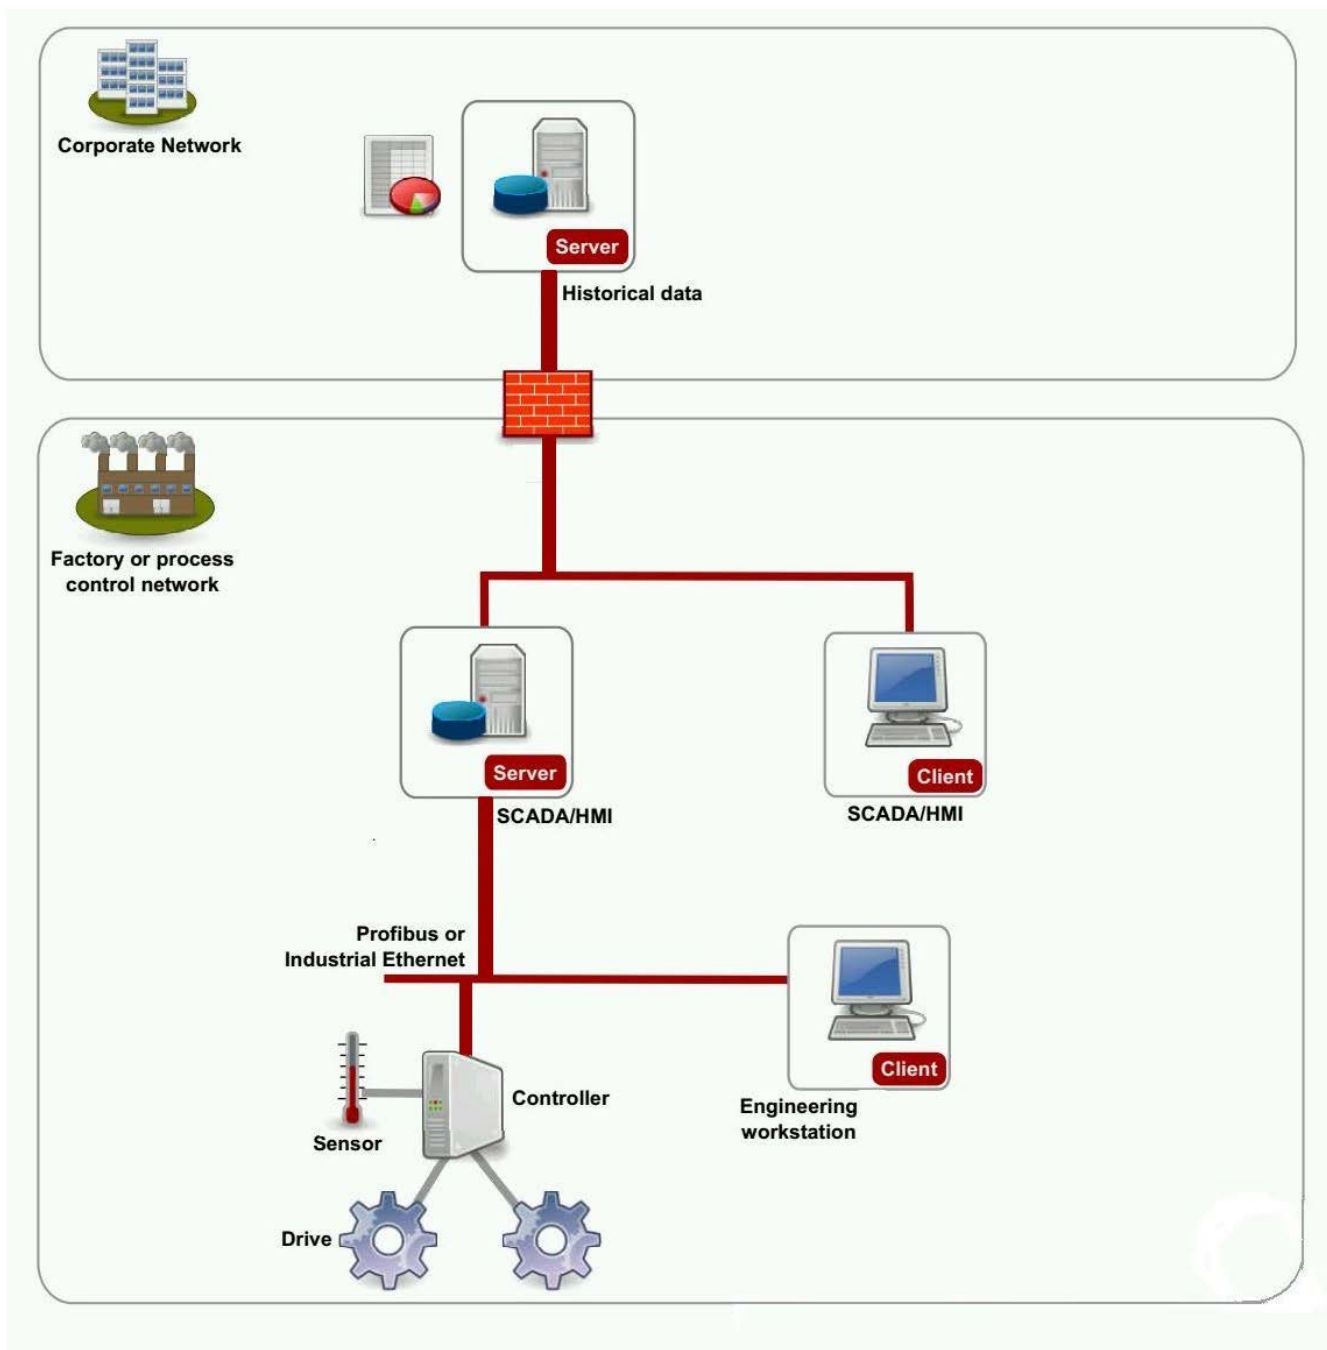 Corporate Network
Server
Historical data
Factory or process
control network
Server
SCADA/HMI
Client
SCADA/HMI
Profibus or
Industrial Ethernet
Client
Engineering
workstation
Controller
Sensor
Drive